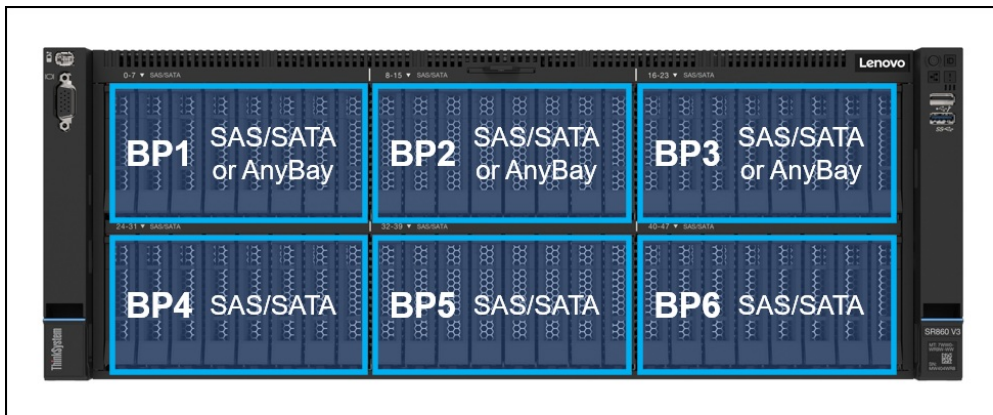 Lenovo
0-7 ▼ SAS/SATA
8-15 ▼ SAS/SATA
16-23 ▼ SAS/SATA
BP1 SAS/SATA
or AnyBay
BP2 SAS/SATA
or AnyBay
BP3 SAS/SATA
or AnyBay
24-31 ▼ SAS/SATA
32-39 ▼ SAS/SATA
40-47 ▼ SAS/SATA
BP4 SAS/SATA
BP5 SAS/SATA
BP6 SAS/SATA
ThinkSystem
SR860 V3